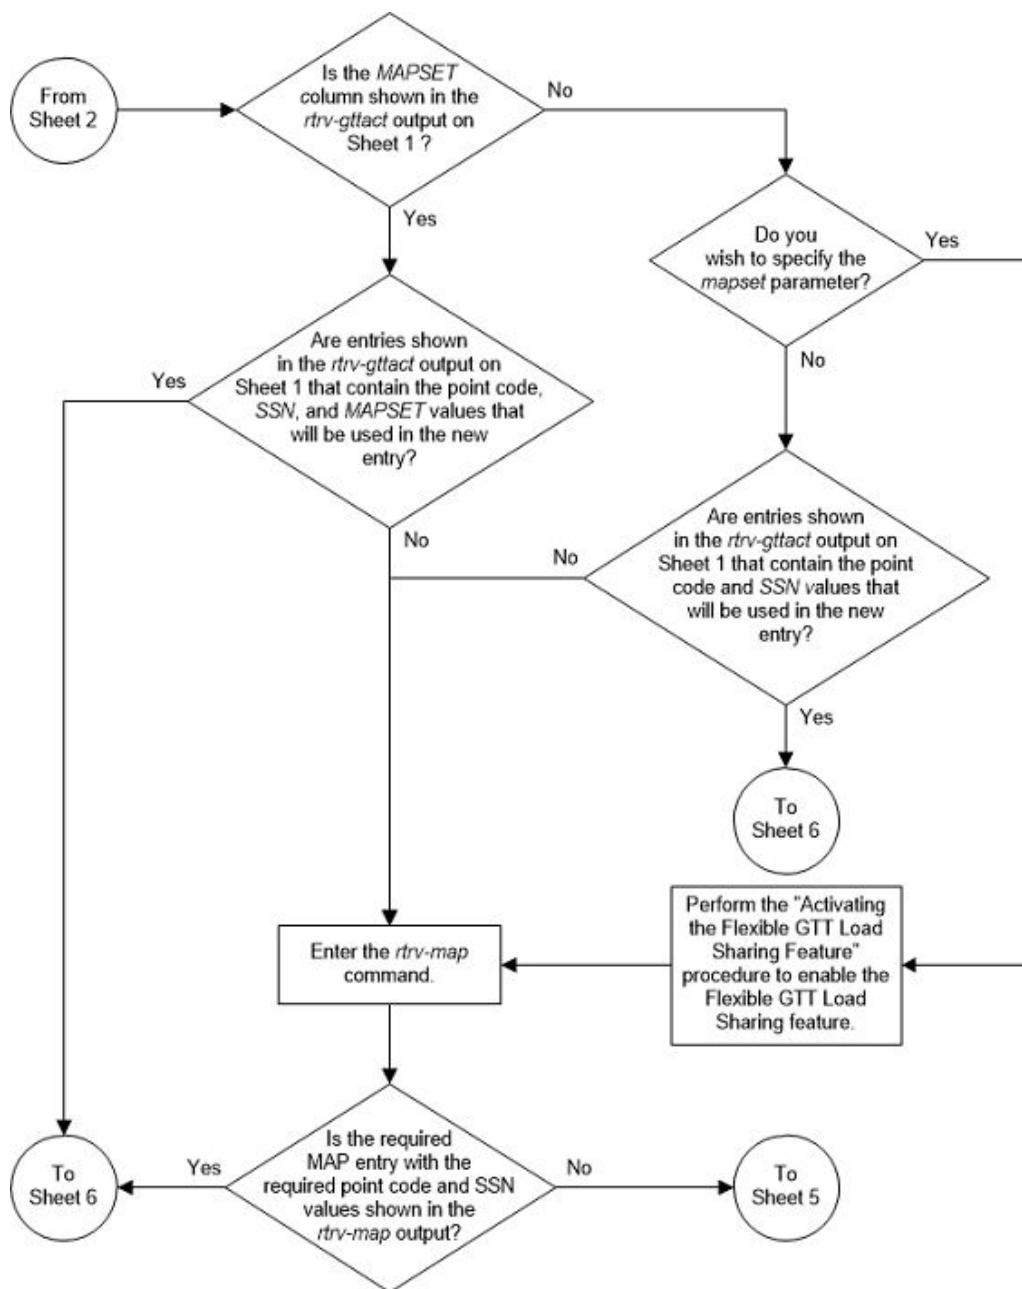 From
Sheet 2
Is the MAPSET
column shown in the
rtrv-gttact output on
Sheet 1 ?
No
Yes
Do you
wish to specify the
mapset parameter?
Yes
No
Are entries shown
in the rtrv-gttact output on
Sheet 1 that contain the point code,
SSN, and MAPSET values that
will be used in the new
entry?
Yes
No
Are entries shown
in the rtrv-gttact output on
Sheet 1 that contain the point
code and SSN values that
will be used in the new
entry?
No
Yes
To
Sheet 6
Perform the "Activating
the Flexible GTT Load
Sharing Feature"
procedure to enable the
Flexible GTT Load
Sharing feature.
Enter the rtrv-map
command.
Is the required
MAP entry with the
required point code and SSN
values shown in the
rtrv-map output?
Yes
No
To
Sheet 6
To
Sheet 5